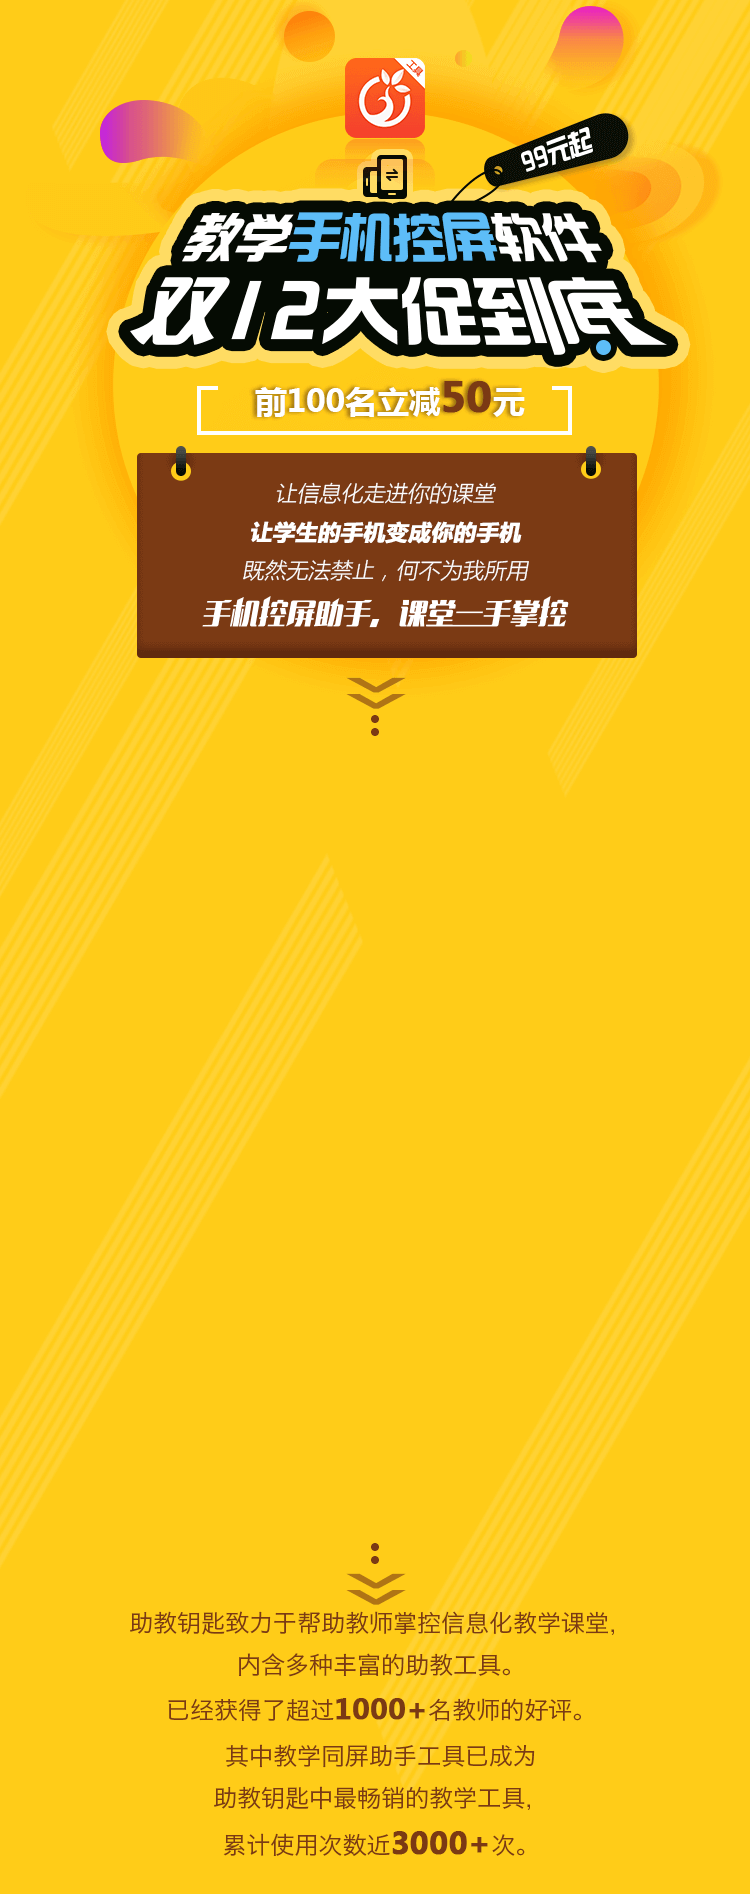 工具
99元起
教学手机控屏软件
双12大促到底
前100名立减50元
让信息化走进你的课堂
让学生的手机变成你的手机
既然无法禁止，何不为我所用
手机控屏助手，课堂一手掌控
助教钥匙致力于帮助教师掌控信息化教学课堂,
内含多种丰富的助教工具。
已经获得了超过1000+名教师的好评。
其中教学同屏助手工具已成为
助教钥匙中最畅销的教学工具,
累计使用次数近3000+次。